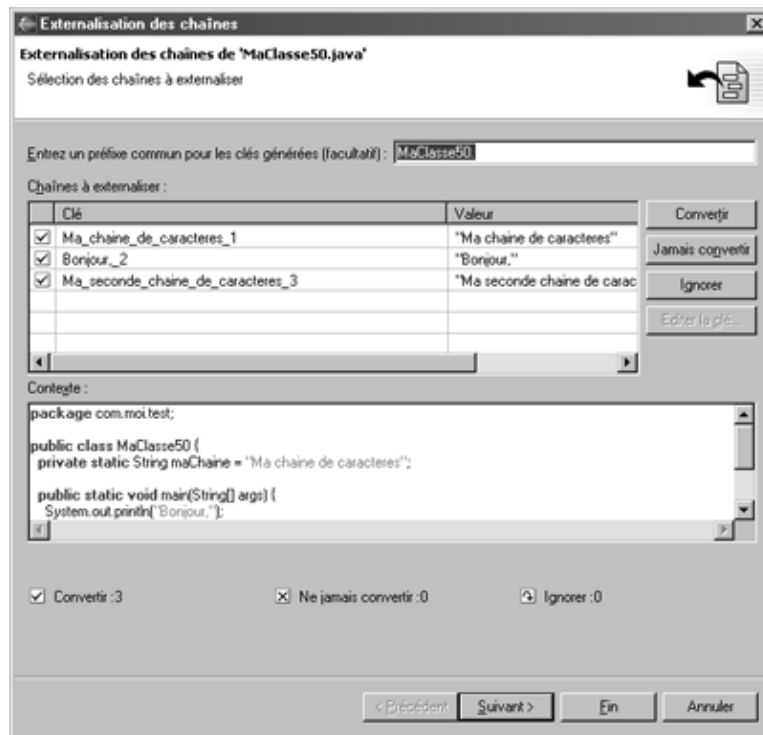 Externalisation des chaînes
Externalisation des chaînes de 'MaClasse50.java'
Sélection des chaînes à externaliser
Entrez un préfixe commun pour les clés générées (facultatif) : MaClasse50.
Chaînes à externaliser :
Clé Valeur
Ma_chaine_de_caracteres_1 "Ma chaine de caracteres"
Bonjour,_2 "Bonjour,"
Ma_seconde_chaine_de_caracteres_3 "Ma seconde chaine de carac
Convertir
Jamais convertir
Ignorer
Editer la clé...
Contexte :
package com.moi.test;
public class MaClasse50 {
private static String maChaine = "Ma chaine de caracteres";
public static void main(String[] args) {
System.out.println("Bonjour,");
Convertir :3 Ne jamais convertir :0 Ignorer :0
< Précédent Suivant > Fin Annuler